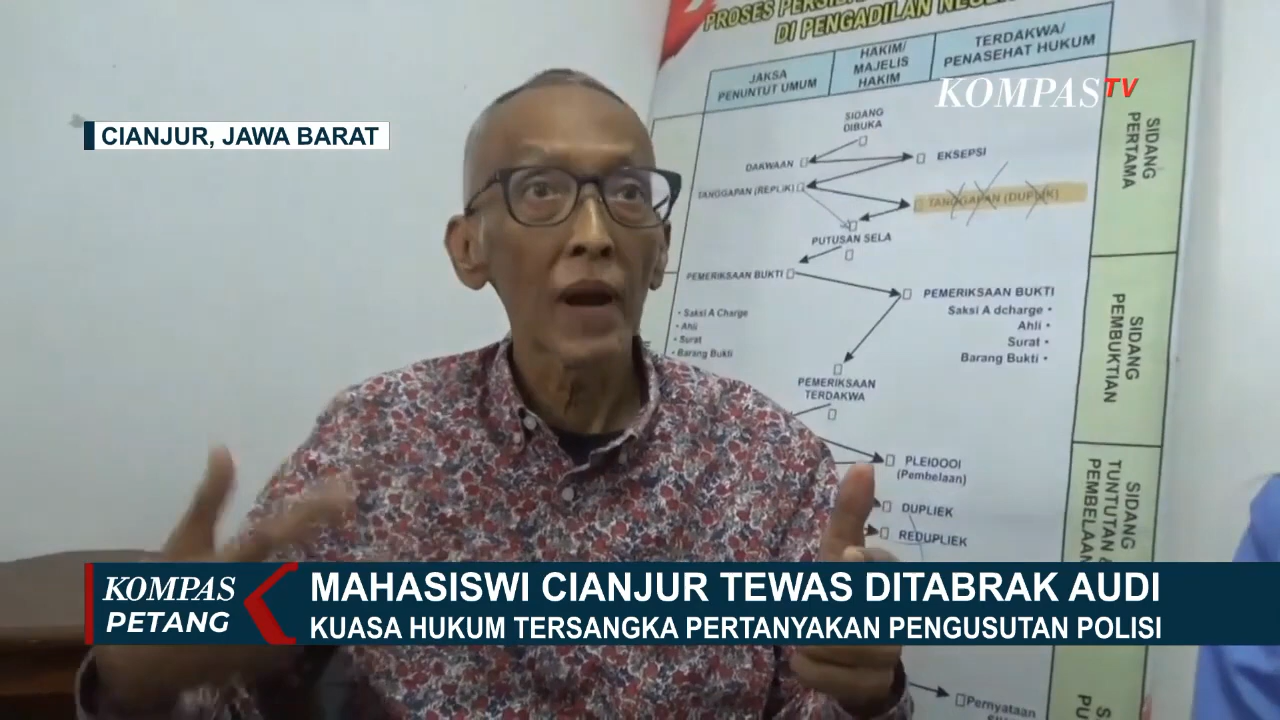 PROSES
DI PENGADILAN
JAKSA
PENUNTUT UMUM
HAKIM/
MAJELIS
HAKIM
TERDAKWA/
PENASEHAT HUKUM
KOMPASTV
CIANJUR, JAWA BARAT
SIDANG
DIBUKA
SIDANG
PERTAMA
DAKWAAN
EKSEPSI
TANGGAPAN (REPLIK)
TANGGAPAN (DUPLIK)
PUTUSAN SELA
PEMERIKSAAN BUKTI
PEMERIKSAAN BUKTI
• Saksi A Charge
• Ahli
• Surat
• Barang Bukti
Saksi A dcharge •
Ahli •
Surat •
Barang Bukti •
SIDANG
PEMBUKTIAN
PEMERIKSAAN
TERDAKWA
PLEIDOOI
(Pembelaan)
DUPLIEK
REDUPLIEK
SIDANG
TUNTUTAN &
PEMBELAAN
KOMPAS
PETANG
MAHASISWI CIANJUR TEWAS DITABRAK AUDI
KUASA HUKUM TERSANGKA PERTANYAKAN PENGUSUTAN POLISI
Pernyataan